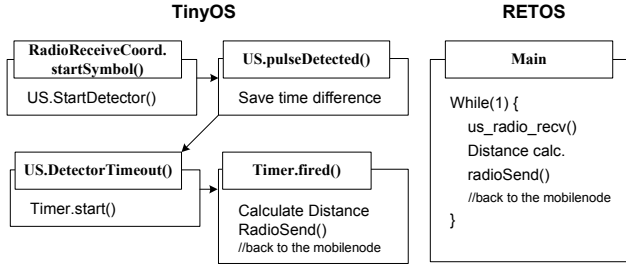 TinyOS
RadioReceiveCoord.
startSymbol()
US.StartDetector()
US.pulseDetected()
Save time difference
US.DetectorTimeout()
Timer.start()
Timer.fired()
Calculate Distance
RadioSend()
//back to the mobilenode
RETOS
Main
While(1) {
us_radio_recv()
Distance calc.
radioSend()
//back to the mobilenode
}